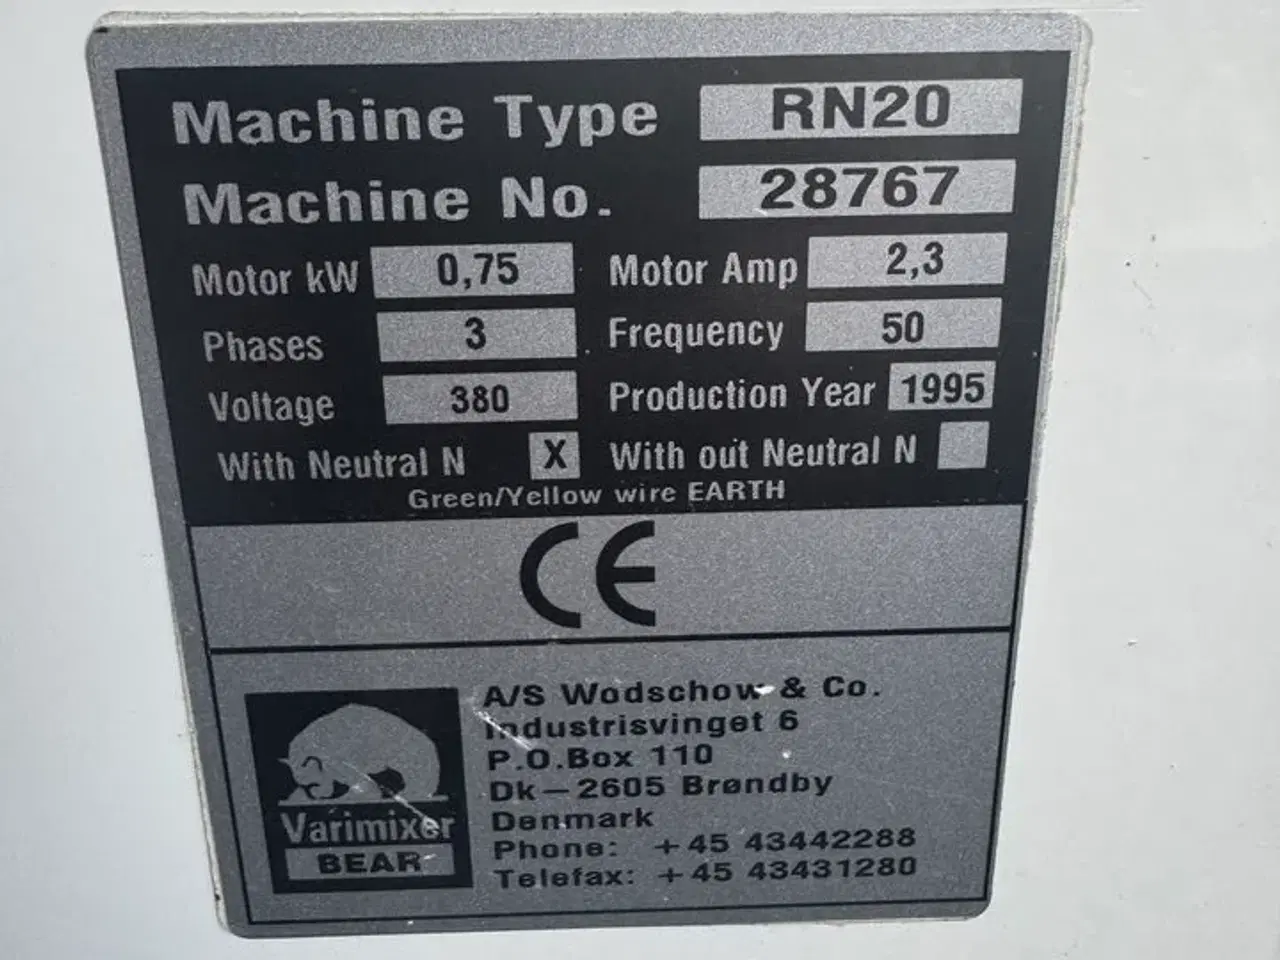 Machine Type RN20
Machine No. 28767
Motor kW 0,75 Motor Amp 2,3
Phases 3 Frequency 50
Voltage 380 Production Year 1995
With Neutral N X With out Neutral N
Green/Yellow wire EARTH
CE
A/S Wodschow & Co.
Industrisvinget 6
P.O.Box 110
Dk-2605 Brøndby
Denmark
Phone: +45 43442288
Telefax: +45 43431280
Varimixer
BEAR